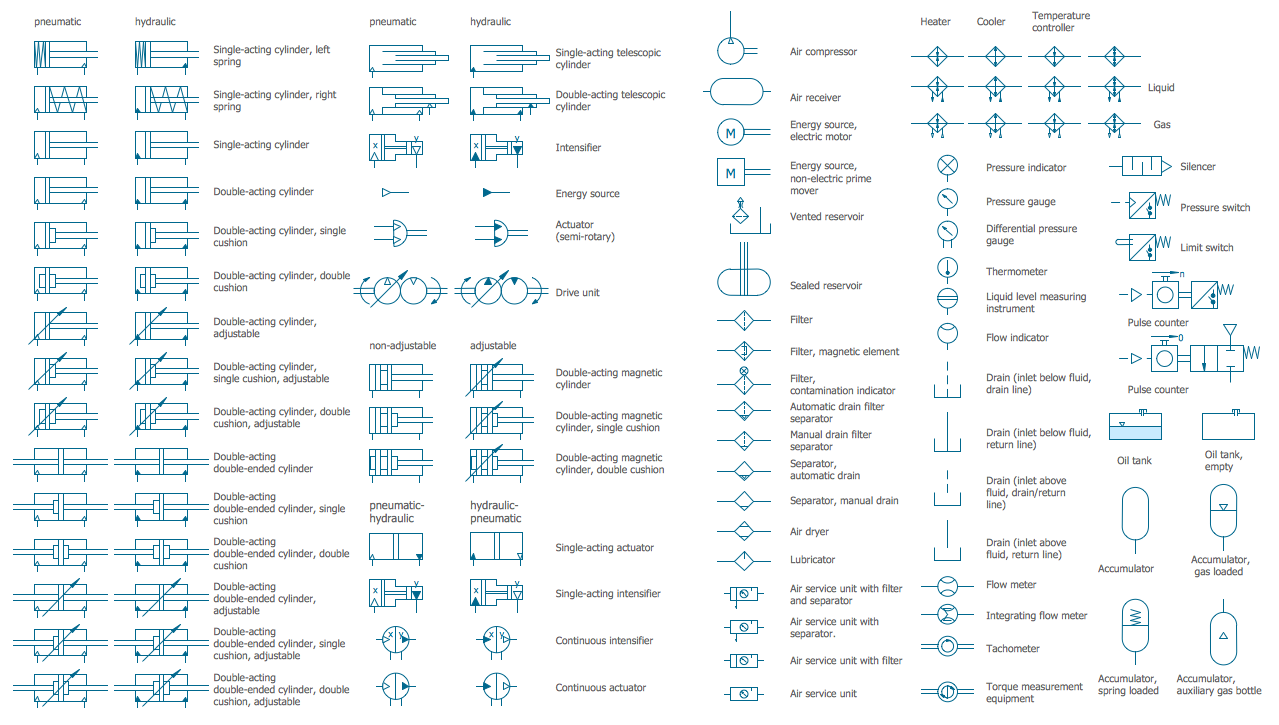 pneumatic
hydraulic
Single-acting cylinder, left
spring
Single-acting cylinder, right
spring
Single-acting cylinder
Double-acting cylinder
Double-acting cylinder, single
cushion
Double-acting cylinder, double
cushion
Double-acting cylinder,
adjustable
Double-acting cylinder,
single cushion, adjustable
Double-acting cylinder, double
cushion, adjustable
Double-acting
double-ended cylinder
Double-acting
double-ended cylinder, single
cushion
Double-acting
double-ended cylinder, double
cushion
Double-acting
double-ended cylinder,
adjustable
Double-acting
double-ended cylinder, single
cushion, adjustable
Double-acting
double-ended cylinder, double
cushion, adjustable
pneumatic
hydraulic
Single-acting telescopic
cylinder
Double-acting telescopic
cylinder
x y
x y
Intensifier
Energy source
Actuator
(semi-rotary)
Drive unit
non-adjustable
adjustable
Double-acting magnetic
cylinder
Double-acting magnetic
cylinder, single cushion
Double-acting magnetic
cylinder, double cushion
pneumatic-
hydraulic
hydraulic-
pneumatic
Single-acting actuator
x y
x y
Single-acting intensifier
x y
x y
Continuous intensifier
Continuous actuator
Air compressor
Air receiver
M
Energy source,
electric motor
M
Energy source,
non-electric prime
mover
Vented reservoir
Sealed reservoir
Filter
Filter, magnetic element
Filter,
contamination indicator
Automatic drain filter
separator
Manual drain filter
separator
Separator,
automatic drain
Separator, manual drain
Air dryer
Lubricator
Air service unit with filter
and separator
Air service unit with
separator.
Air service unit with filter
Air service unit
Heater
Cooler
Temperature
controller
Liquid
Gas
Pressure indicator
Pressure gauge
Differential pressure
gauge
Thermometer
Liquid level measuring
instrument
Flow indicator
Drain (inlet below fluid,
drain line)
Drain (inlet below fluid,
return line)
Drain (inlet above
fluid, drain/return
line)
Drain (inlet above
fluid, return line)
Flow meter
Integrating flow meter
Tachometer
Torque measurement
equipment
Silencer
Pressure switch
Limit switch
n
Pulse counter
0
Pulse counter
Oil tank
Oil tank,
empty
Accumulator
Accumulator,
gas loaded
Accumulator,
spring loaded
Accumulator,
auxiliary gas bottle